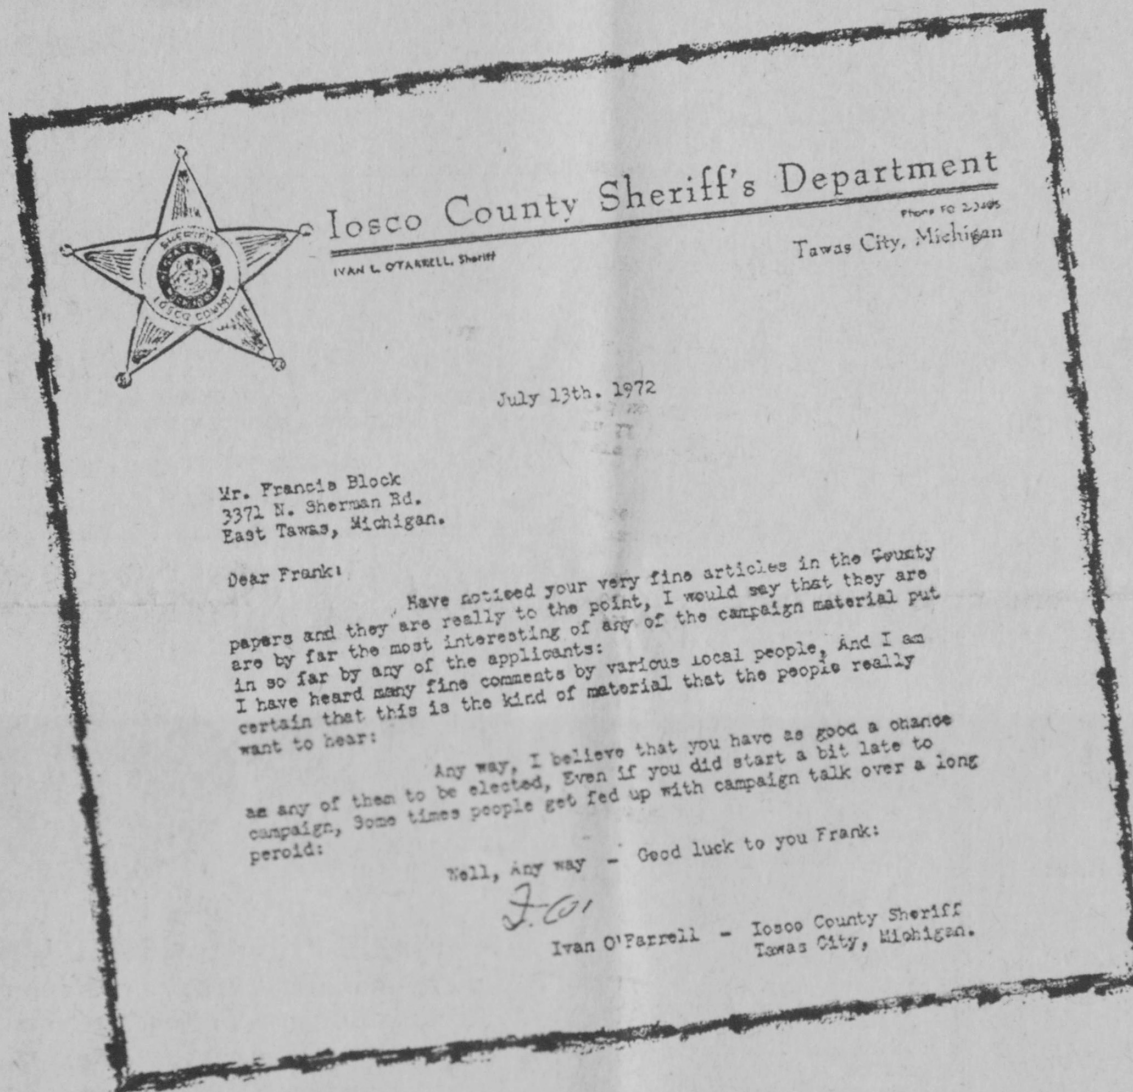 Iosco County Sheriff's Department
IVAN L. O'FARRELL, Sheriff
Phone FO 2-3485
Tawas City, Michigan
SHERIFF
IOSCO COUNTY
July 13th. 1972
Mr. Francis Block
3371 N. Sherman Rd.
East Tawas, Michigan.
Dear Frank:
Have noticed your very fine articles in the County
papers and they are really to the point, I would say that they are
are by far the most interesting of any of the campaign material put
in so far by any of the applicants:
I have heard many fine comments by various local people, And I am
certain that this is the kind of material that the people really
want to hear:
Any way, I believe that you have as good a chance
as any of them to be elected, Even if you did start a bit late to
campaign, Some times people get fed up with campaign talk over a long
peroid:
Well, Any way - Good luck to you Frank:
Ivan O'Farrell - Iosco County Sheriff
Tawas City, Michigan.